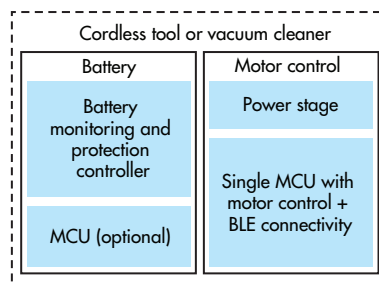 Cordless tool or vacuum cleaner
Battery
Battery
monitoring and
protection
controller
MCU (optional)
Motor control
Power stage
Single MCU with
motor control +
BLE connectivity